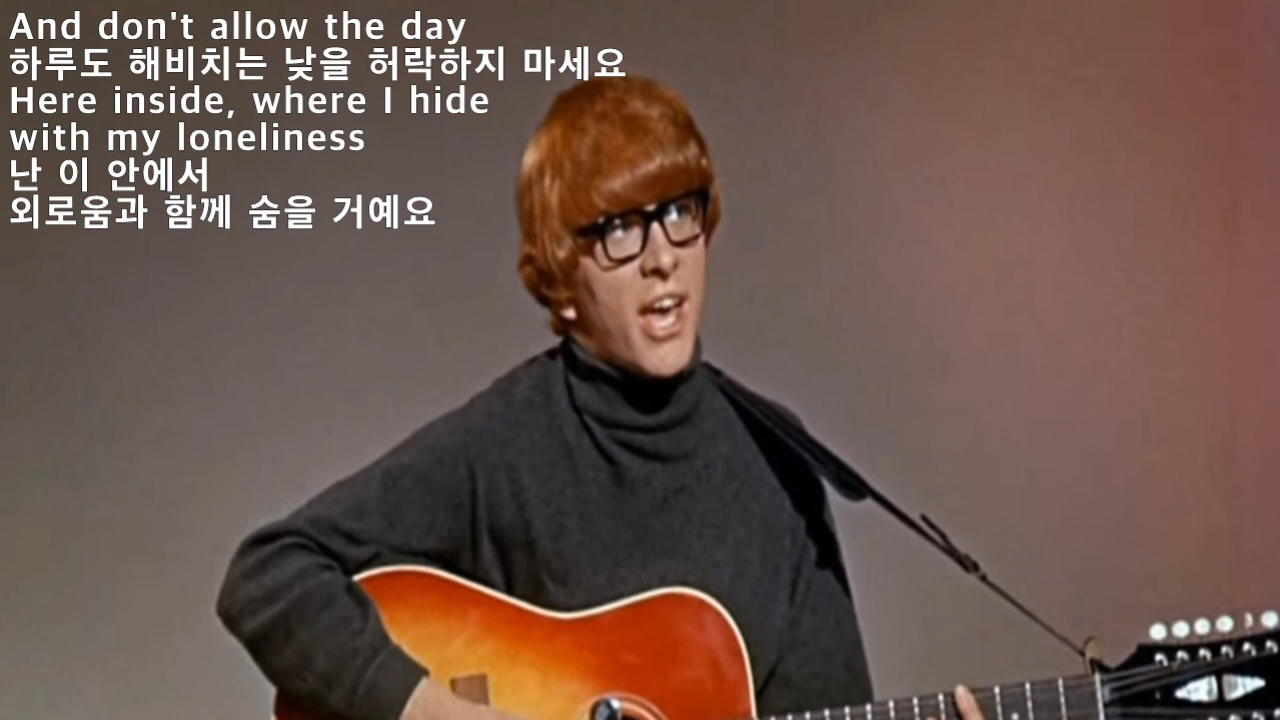 And don't allow the day
하루도 해비치는 낮을 허락하지 마세요
Here inside, where I hide
with my loneliness
난 이 안에서
외로움과 함께 숨을 거예요